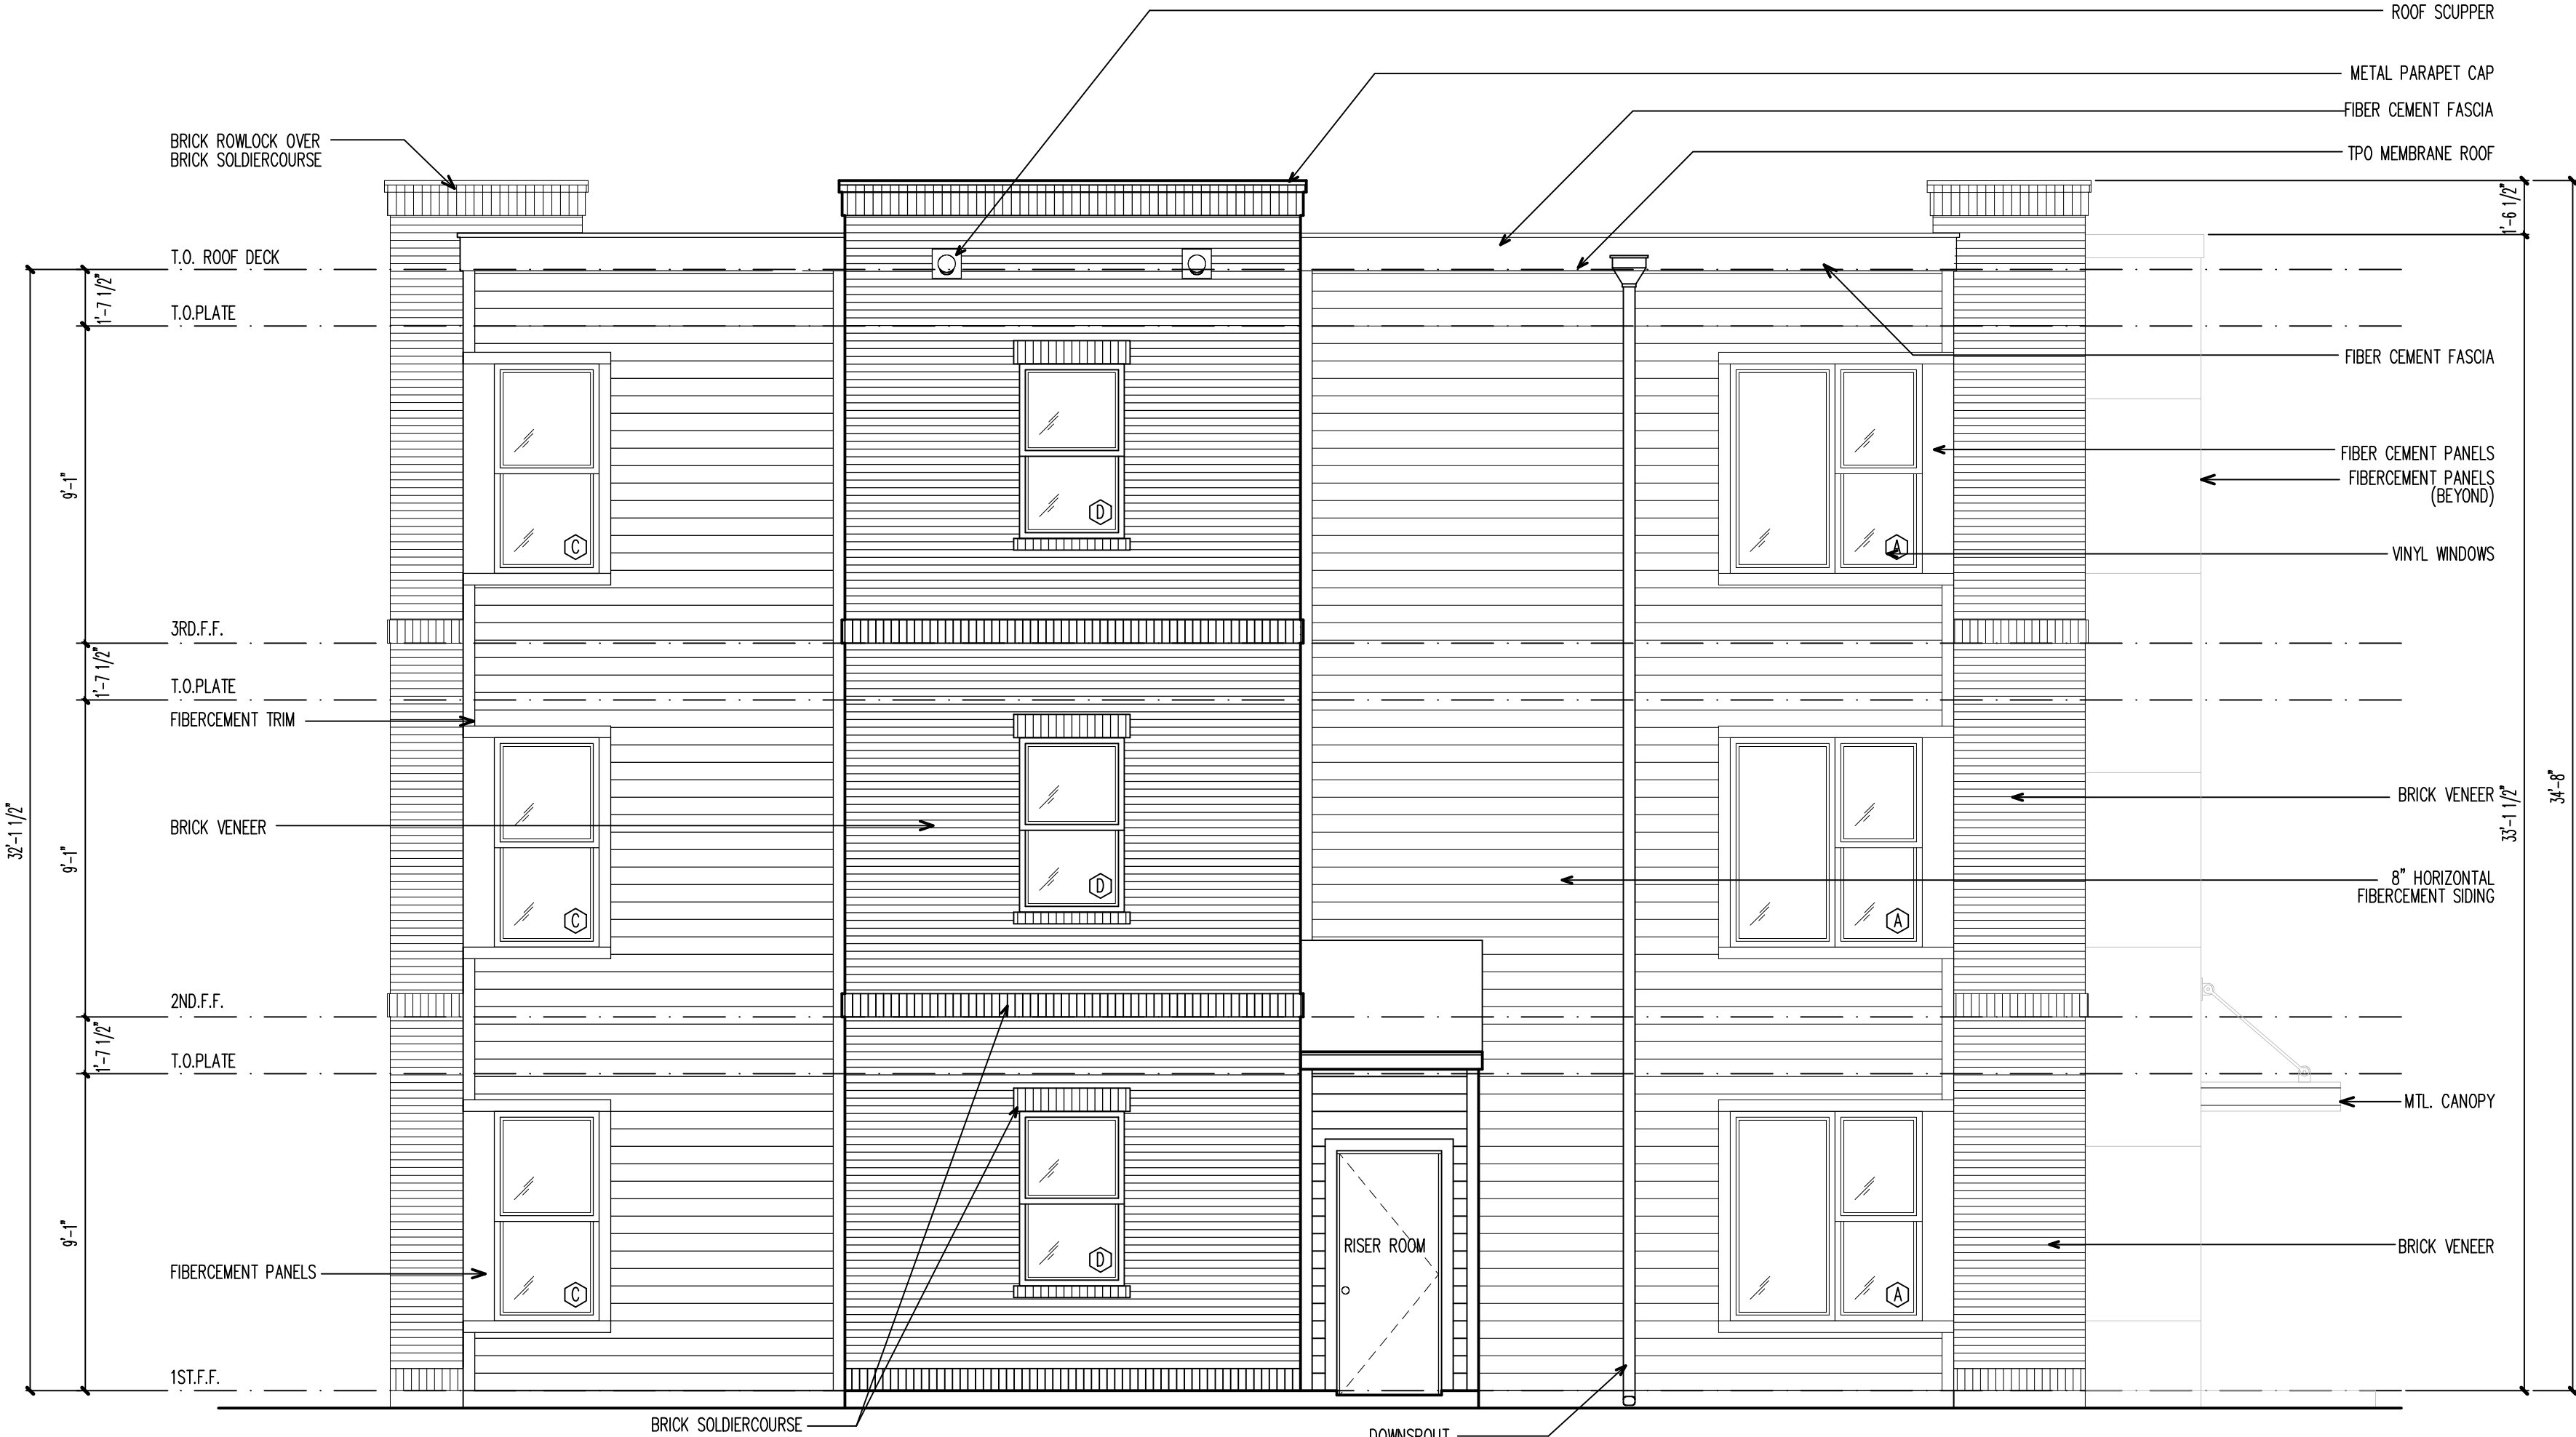 ROOF SCUPPER
METAL PARAPET CAP
FIBER CEMENT FASCIA
BRICK ROWLOCK OVER
BRICK SOLDIERCOURSE
TPO MEMBRANE ROOF
1'-6 1/2"
T.O. ROOF DECK
1'-7 1/2"
T.O.PLATE
FIBER CEMENT FASCIA
FIBER CEMENT PANELS
FIBERCEMENT PANELS
(BEYOND)
9'-1"
D
C
A
VINYL WINDOWS
3RD.F.F.
1'-7 1/2"
T.O.PLATE
FIBERCEMENT TRIM
34'-8"
BRICK VENEER
33'-1 1/2"
32'-1 1/2"
BRICK VENEER
9'-1"
8" HORIZONTAL
FIBERCEMENT SIDING
D
C
A
2ND.F.F.
1'-7 1/2"
T.O.PLATE
MTL. CANOPY
9'-1"
RISER ROOM
BRICK VENEER
D
FIBERCEMENT PANELS
C
A
1ST.F.F.
BRICK SOLDIERCOURSE
DOWNSPOUT